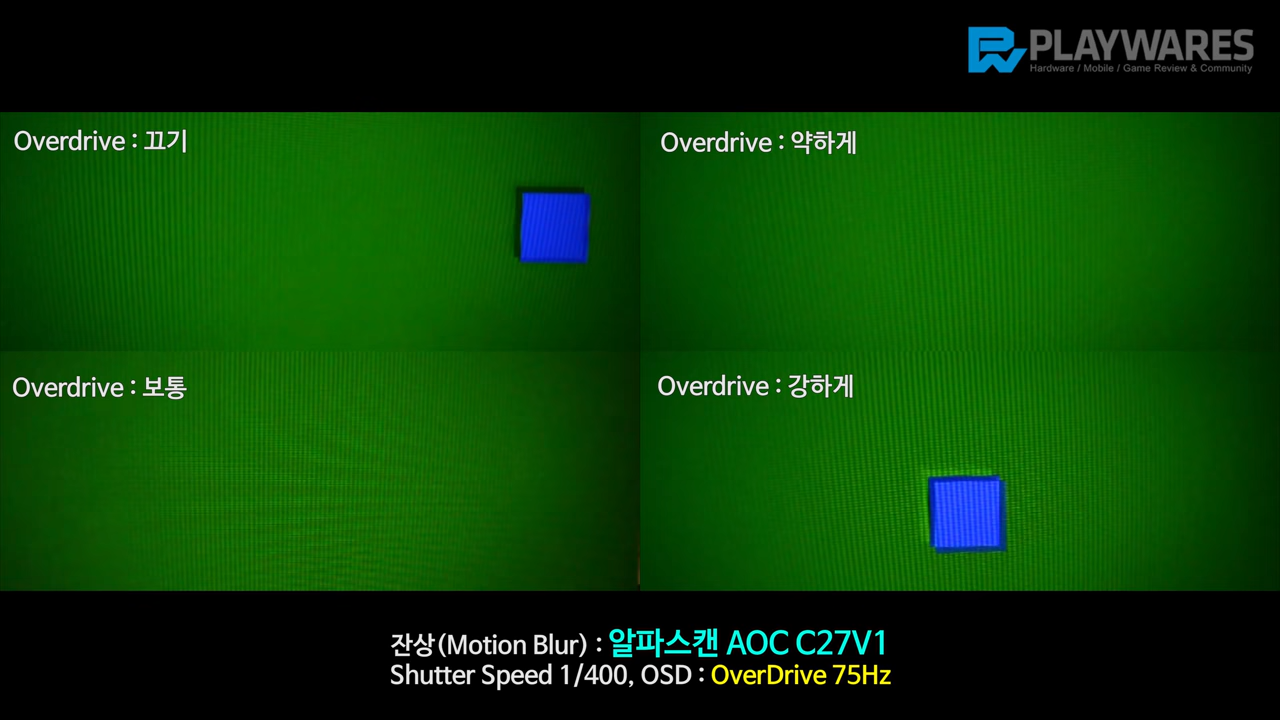 PLAYWARES
Hardware / Mobile / Game Review & Community
Overdrive : 끄기
Overdrive : 약하게
Overdrive : 보통
Overdrive : 강하게
잔상(Motion Blur) : 알파스캔 AOC C27V1
Shutter Speed 1/400, OSD : OverDrive 75Hz